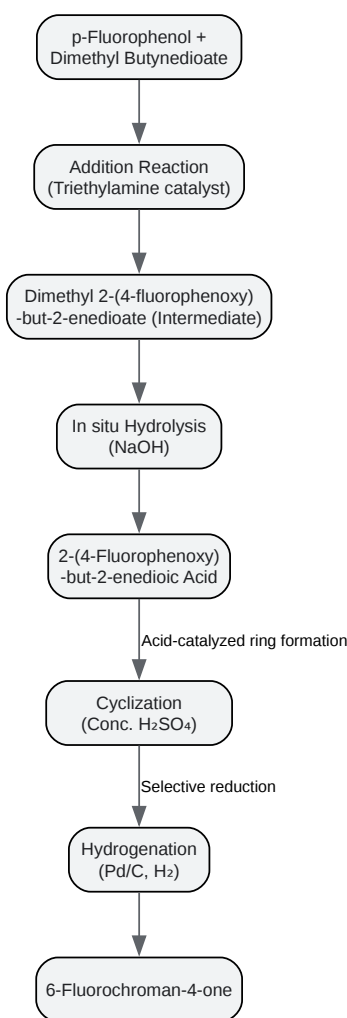 p-Fluorophenol +
Dimethyl Butynedioate
Addition Reaction
(Triethylamine catalyst)
Dimethyl 2-(4-fluorophenoxy)
-but-2-enedioate (Intermediate)
In situ Hydrolysis
(NaOH)
2-(4-Fluorophenoxy)
-but-2-enedioic Acid
Acid-catalyzed ring formation
Cyclization
(Conc. H₂SO₄)
Selective reduction
Hydrogenation
(Pd/C, H₂)
6-Fluorochroman-4-one